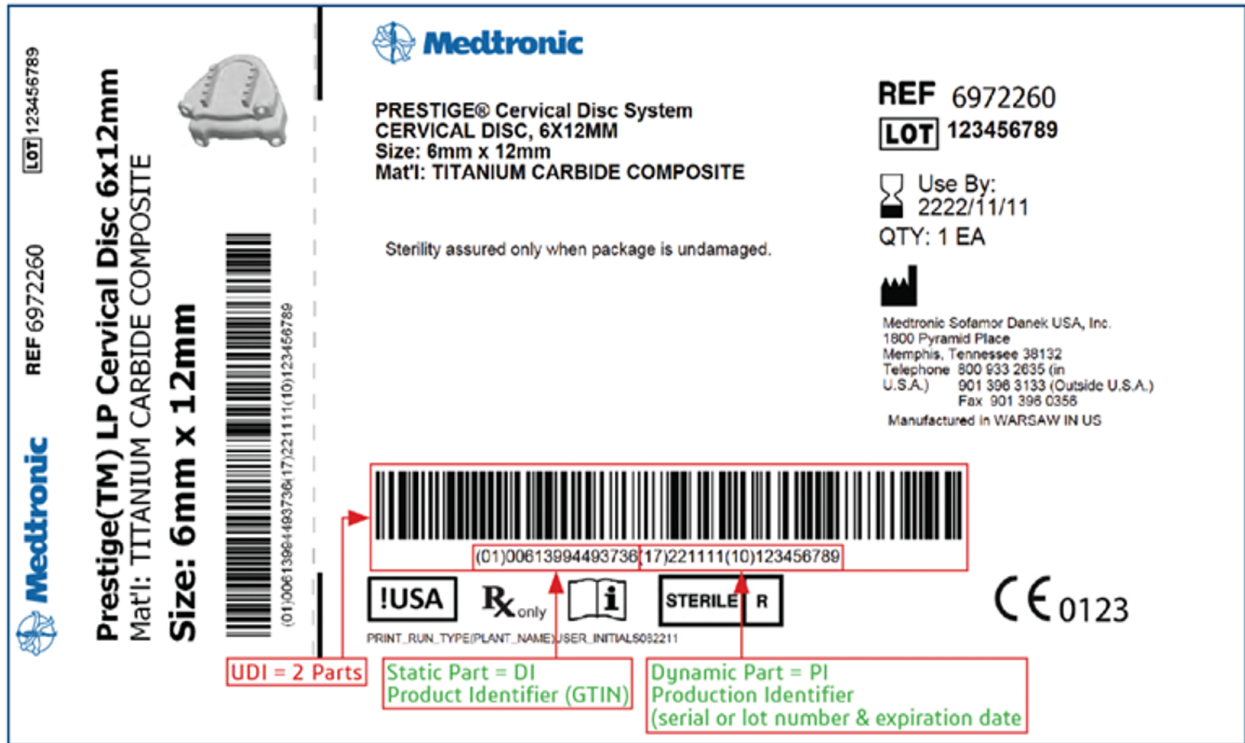 LOT 123456789
REF 6972260
Medtronic
Prestige(TM) LP Cervical Disc 6x12mm
Mat'l: TITANIUM CARBIDE COMPOSITE
Size: 6mm x 12mm
(01)00613994493736(17)221111(10)123456789
Medtronic
PRESTIGE® Cervical Disc System
CERVICAL DISC, 6X12MM
Size: 6mm x 12mm
Mat'l: TITANIUM CARBIDE COMPOSITE
Sterility assured only when package is undamaged.
REF 6972260
LOT 123456789
Use By:
2222/11/11
QTY: 1 EA
Medtronic Sofamor Danek USA, Inc.
1800 Pyramid Place
Memphis, Tennessee 38132
Telephone 800 933 2635 (in
U.S.A.) 901 396 3133 (Outside U.S.A.)
Fax 901 396 0356
Manufactured in WARSAW IN US
(01)00613994493736(17)221111(10)123456789
!USA Rx only i STERILE R
CE 0123
PRINT_RUN_TYPE(PLANT_NAME)USER_INITIALS082211
UDI = 2 Parts
Static Part = DI
Product Identifier (GTIN)
Dynamic Part = PI
Production Identifier
(serial or lot number & expiration date